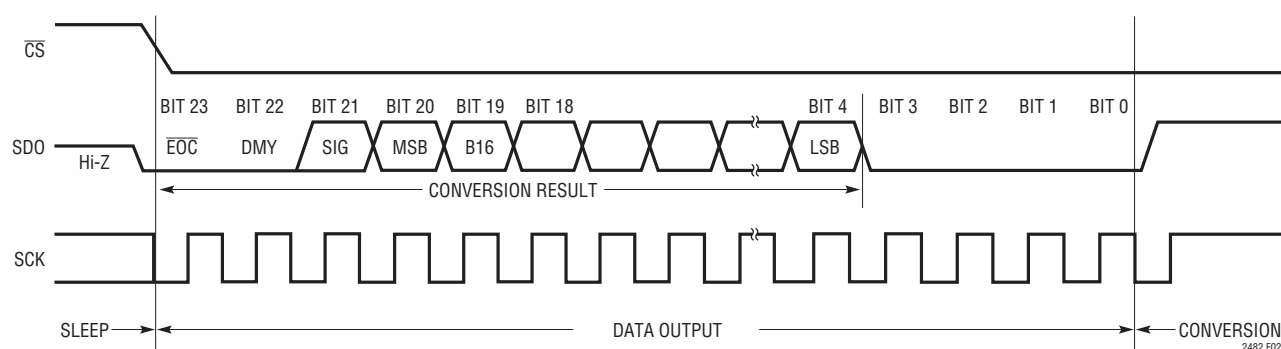 CS
BIT 23 BIT 22 BIT 21 BIT 20 BIT 19 BIT 18 BIT 4 BIT 3 BIT 2 BIT 1 BIT 0
SDO Hi-Z EOC DMY SIG MSB B16 LSB
CONVERSION RESULT
SCK
SLEEP DATA OUTPUT CONVERSION
2482 F02